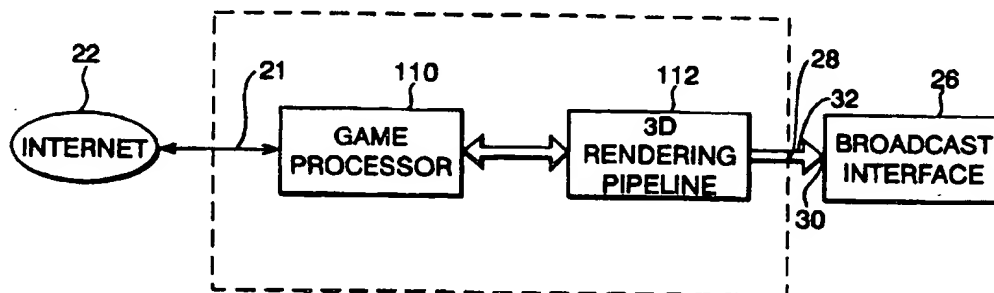 22
INTERNET
21
110
GAME
PROCESSOR
112
3D
RENDERING
PIPELINE
28
32
30
26
BROADCAST
INTERFACE